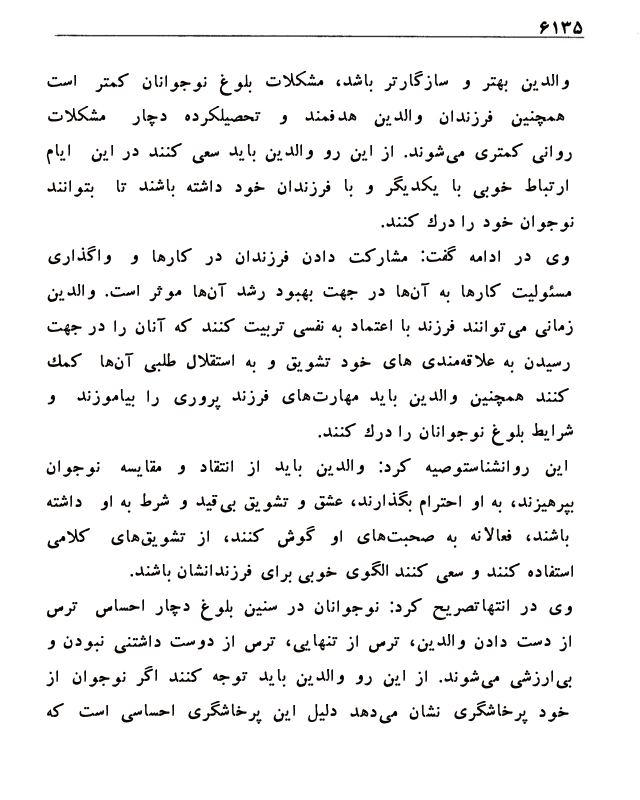 ۶۱۳۵
والدین بهتر و سازگارتر باشد، مشکلات بلوغ نوجوانان کمتر است
همچنین فرزندان والدین هدفمند و تحصیلکرده دچار مشکلات
روانی کمتری می‌شوند. از این رو والدین باید سعی کنند در این ایام
ارتباط خوبی با یکدیگر و با فرزندان خود داشته باشند تا بتوانند
نوجوان خود را درك کنند.
وی در ادامه گفت: مشارکت دادن فرزندان در کارها و واگذاری
مسئولیت کارها به آن‌ها در جهت بهبود رشد آن‌ها موثر است. والدین
زمانی می‌توانند فرزند با اعتماد به نفسی تربیت کنند که آنان را در جهت
رسیدن به علاقه‌مندی های خود تشویق و به استقلال طلبی آن‌ها کمك
کنند همچنین والدین باید مهارت‌های فرزند پروری را بیاموزند و
شرایط بلوغ نوجوانان را درك کنند.
این روانشناستوصیه کرد: والدین باید از انتقاد و مقایسه نوجوان
بپرهیزند، به او احترام بگذارند، عشق و تشویق بی‌قید و شرط به او داشته
باشند، فعالانه به صحبت‌های او گوش کنند، از تشویق‌های کلامی
استفاده کنند و سعی کنند الگوی خوبی برای فرزندانشان باشند.
وی در انتهاتصریح کرد: نوجوانان در سنین بلوغ دچار احساس ترس
از دست دادن والدین، ترس از تنهایی، ترس از دوست داشتنی نبودن و
بی‌ارزشی می‌شوند. از این رو والدین باید توجه کنند اگر نوجوان از
خود پرخاشگری نشان می‌دهد دلیل این پرخاشگری احساسی است که